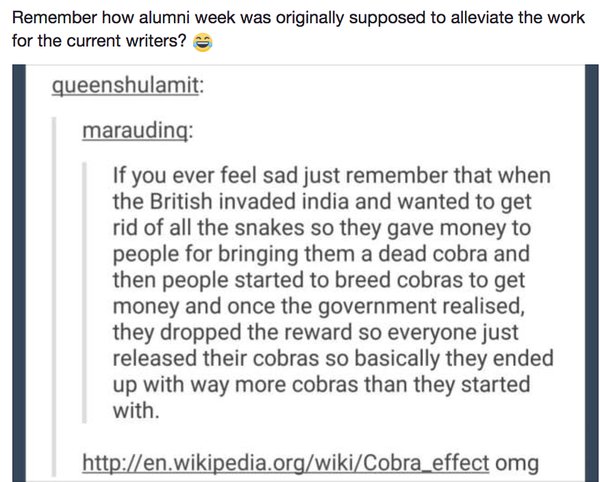 Remember how alumni week was originally supposed to alleviate the work
for the current writers? 😂
queenshulamit:
marauding:
If you ever feel sad just remember that when
the British invaded india and wanted to get
rid of all the snakes so they gave money to
people for bringing them a dead cobra and
then people started to breed cobras to get
money and once the government realised,
they dropped the reward so everyone just
released their cobras so basically they ended
up with way more cobras than they started
with.
http://en.wikipedia.org/wiki/Cobra_effect omg